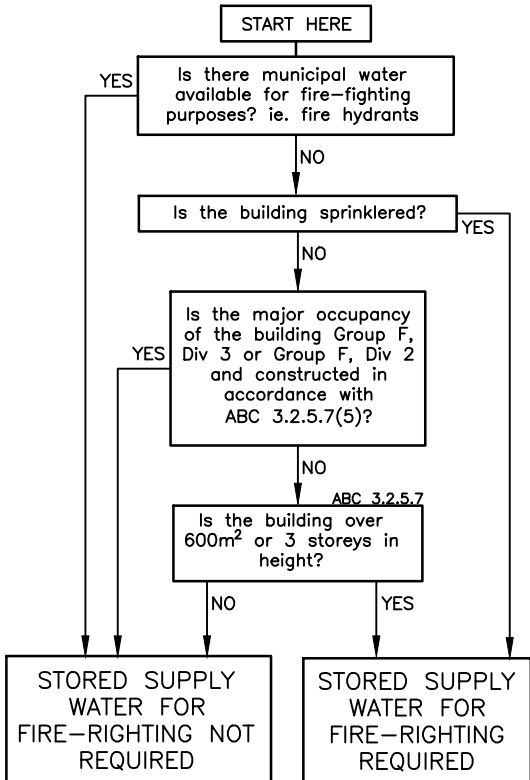 START HERE
YES
Is there municipal water
available for fire-fighting
purposes? ie. fire hydrants
NO
Is the building sprinklered?
YES
NO
Is the major occupancy
of the building Group F,
Div 3 or Group F, Div 2
and constructed in
accordance with
ABC 3.2.5.7(5)?
YES
NO
ABC 3.2.5.7
Is the building over
600m² or 3 storeys in
height?
NO
YES
STORED SUPPLY
WATER FOR
FIRE-RIGHTING NOT
REQUIRED
STORED SUPPLY
WATER FOR
FIRE-RIGHTING
REQUIRED